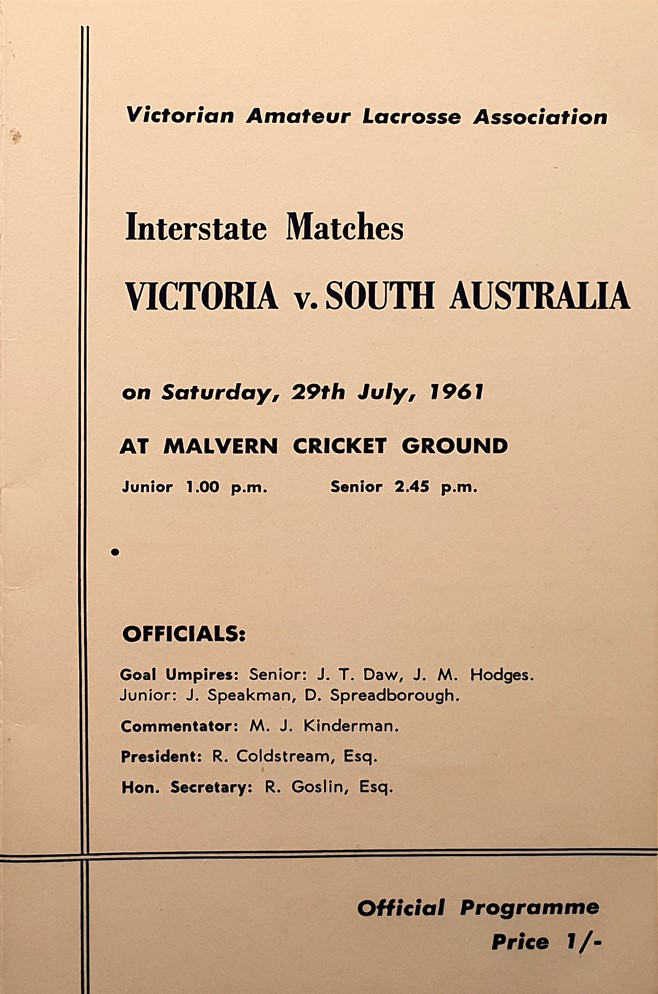 Victorian Amateur Lacrosse Association
Interstate Matches
VICTORIA v. SOUTH AUSTRALIA
on Saturday, 29th July, 1961
AT MALVERN CRICKET GROUND
Junior 1.00 p.m. Senior 2.45 p.m.
•
OFFICIALS:
Goal Umpires: Senior: J. T. Daw, J. M. Hodges.
Junior: J. Speakman, D. Spreadborough.
Commentator: M. J. Kinderman.
President: R. Coldstream, Esq.
Hon. Secretary: R. Goslin, Esq.
Official Programme
Price 1/-